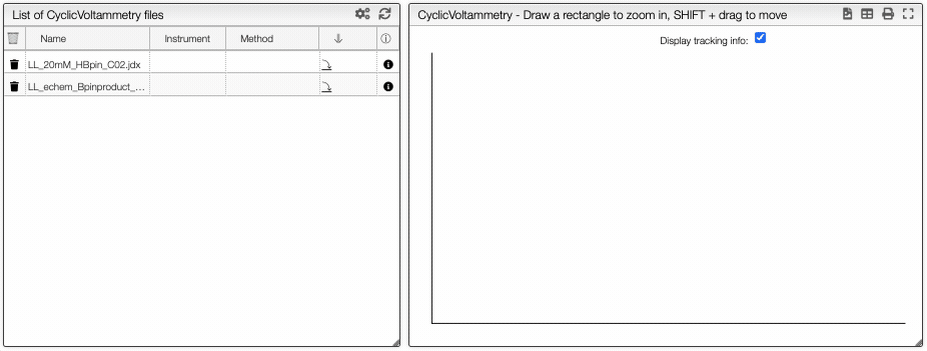 List of CyclicVoltammetry files
Name Instrument Method
LL_20mM_HBpin_C02.jdx
LL_echem_Bpinproduct_...
CyclicVoltammetry - Draw a rectangle to zoom in, SHIFT + drag to move
Display tracking info: